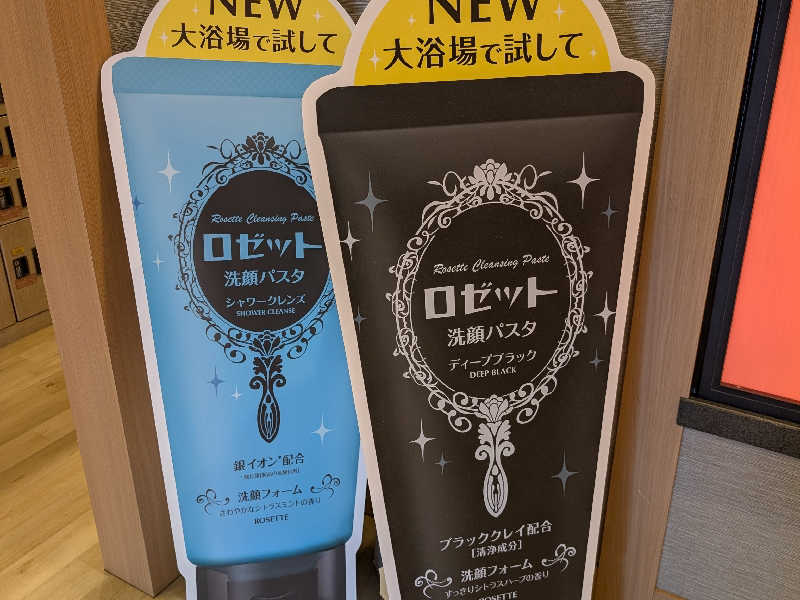 NEW
大浴場で試して
Rosette Cleansing Paste
ロゼット
洗顔パスタ
シャワークレンズ
SHOWER CLEANSE
銀イオン*配合
洗顔フォーム
さわやかなシトラスミントの香り
ROSETTE
NEW
大浴場で試して
Rosette Cleansing Paste
ロゼット
洗顔パスタ
ディープブラック
DEEP BLACK
ブラッククレイ配合
[清浄成分]
洗顔フォーム
すっきりシトラスハーブの香り
ROSETTE